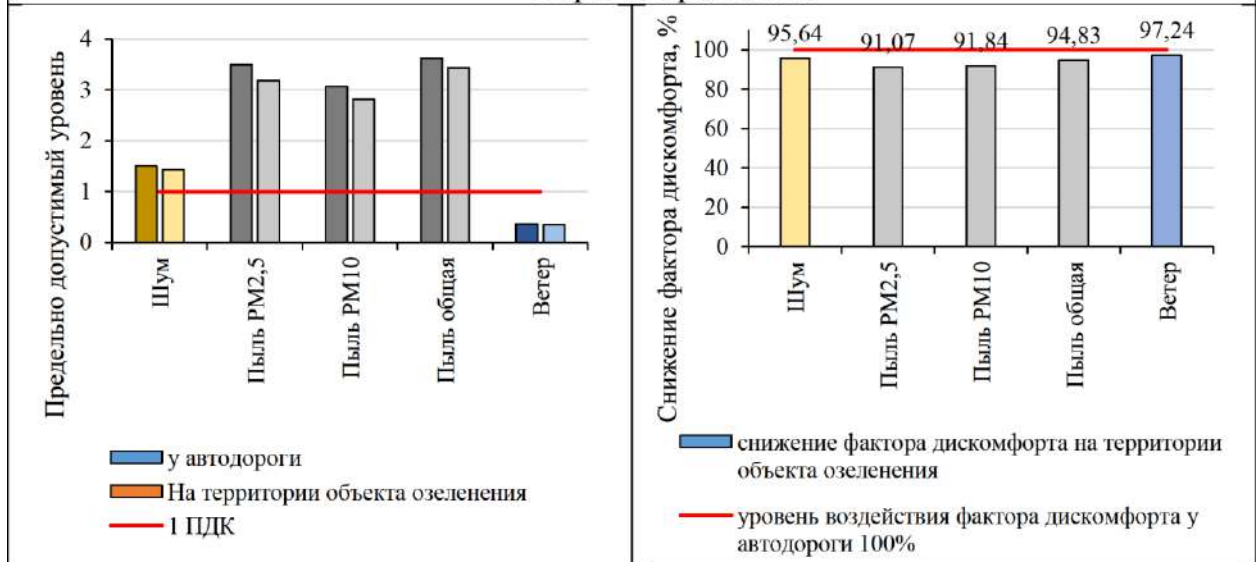 Предельно допустимый уровень
4
3
2
1
0
Шум
Пыль PM2,5
Пыль PM10
Пыль общая
Ветер
у автодороги
На территории объекта озеленения
1 ПДК
Снижение фактора дискомфорта, %
95,64
91,07
91,84
94,83
97,24
100
80
60
40
20
0
Шум
Пыль PM2,5
Пыль PM10
Пыль общая
Ветер
снижение фактора дискомфорта на территории
объекта озеленения
уровень воздействия фактора дискомфорта у
автодороги 100%